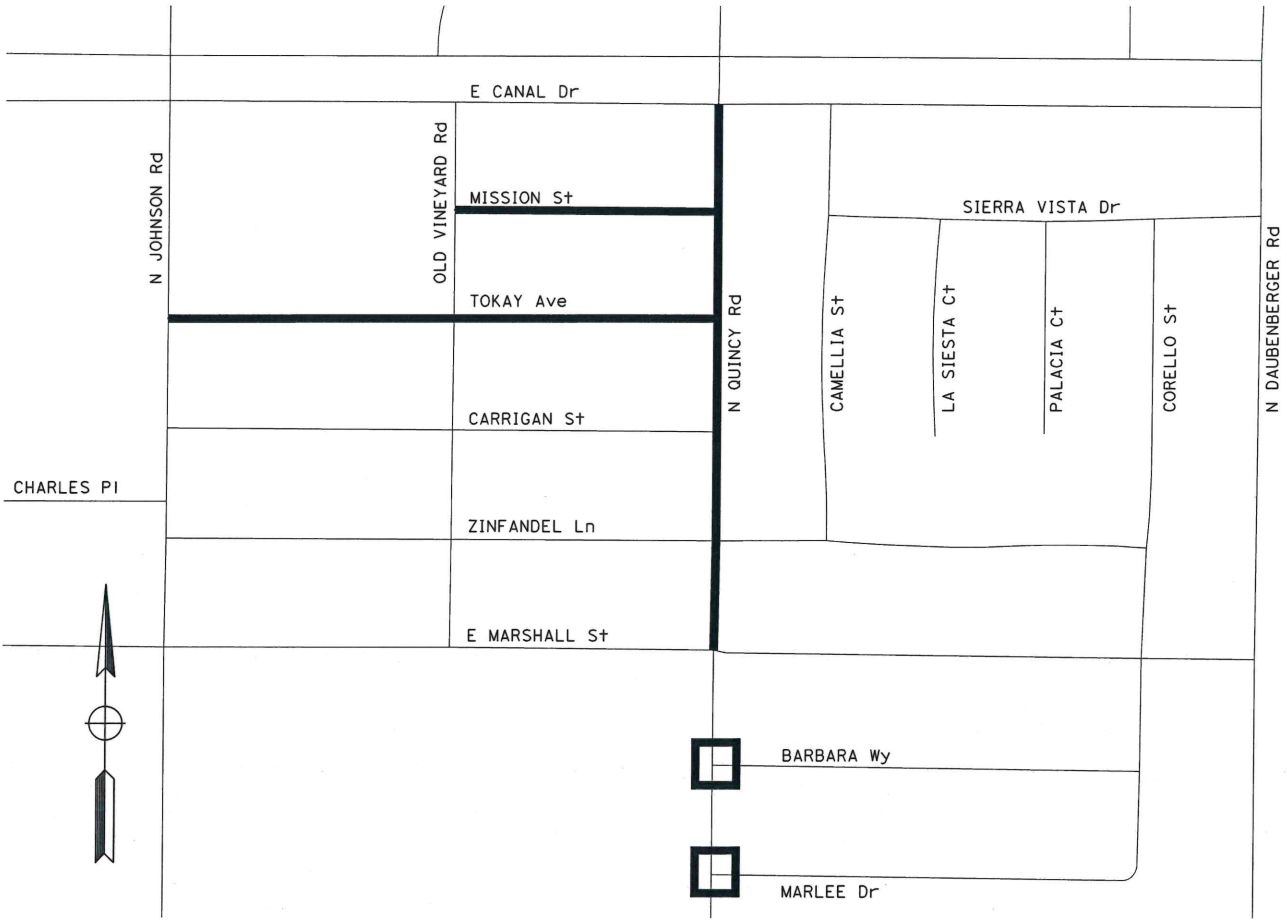 E CANAL Dr
N JOHNSON Rd
OLD VINEYARD Rd
MISSION St
SIERRA VISTA Dr
TOKAY Ave
N QUINCY Rd
CAMELLIA St
LA SIESTA Ct
PALACIA Ct
CORELLO St
N DAUBENBERGER Rd
CARRIGAN St
CHARLES Pl
ZINFANDEL Ln
E MARSHALL St
BARBARA Wy
MARLEE Dr